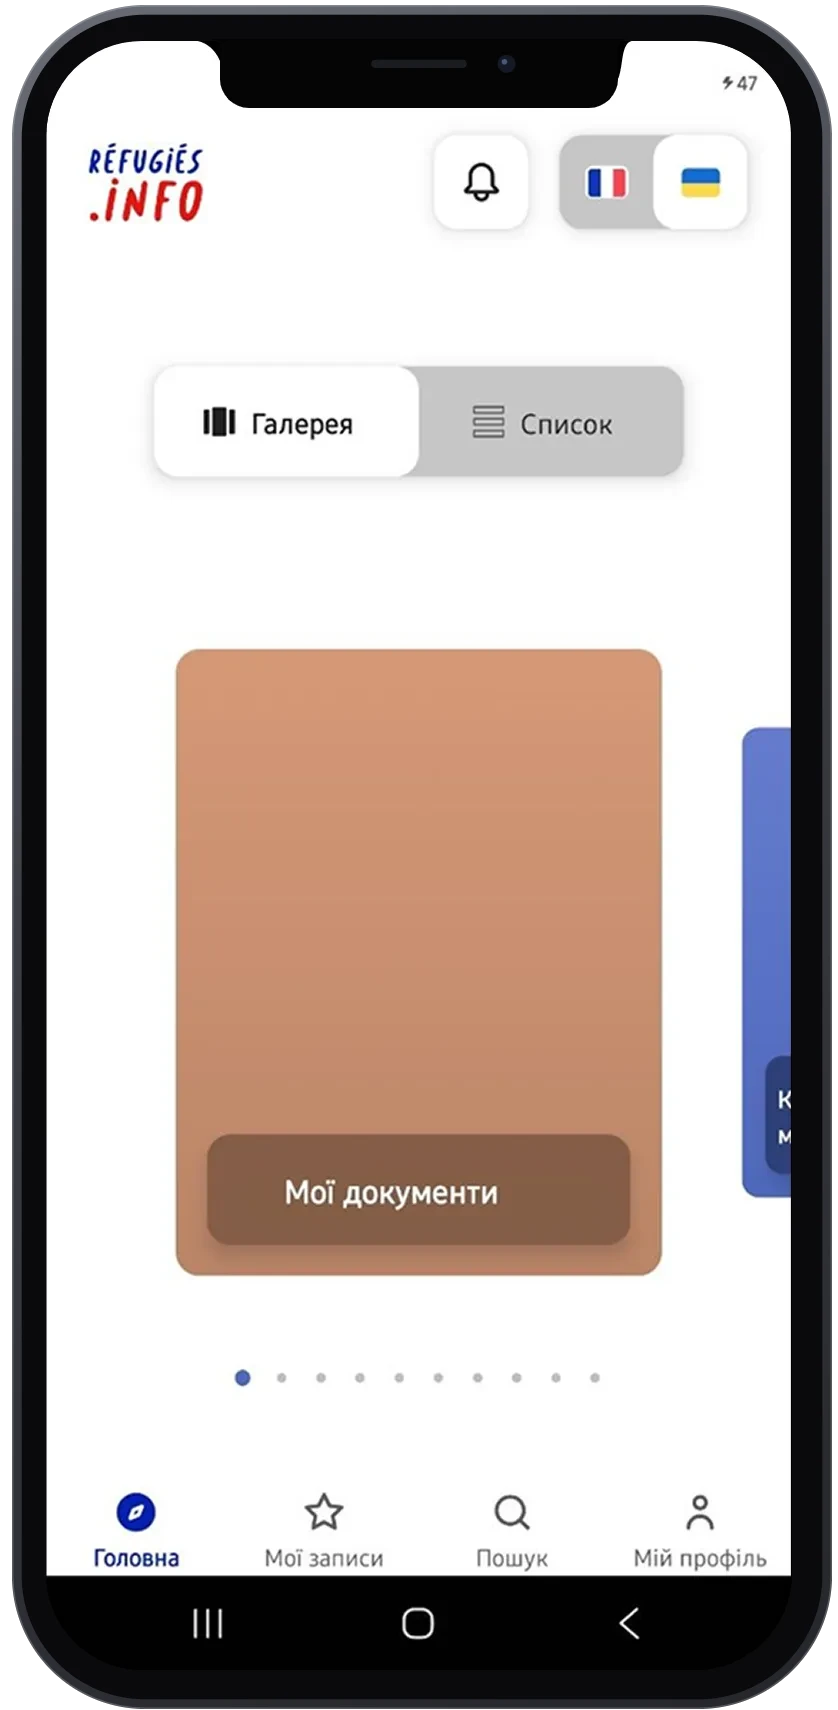 47
RÉFUGIÉS
.INFO
Галерея
Список
Мої документи
К
м
Головна
Мої записи
Пошук
Мій профіль